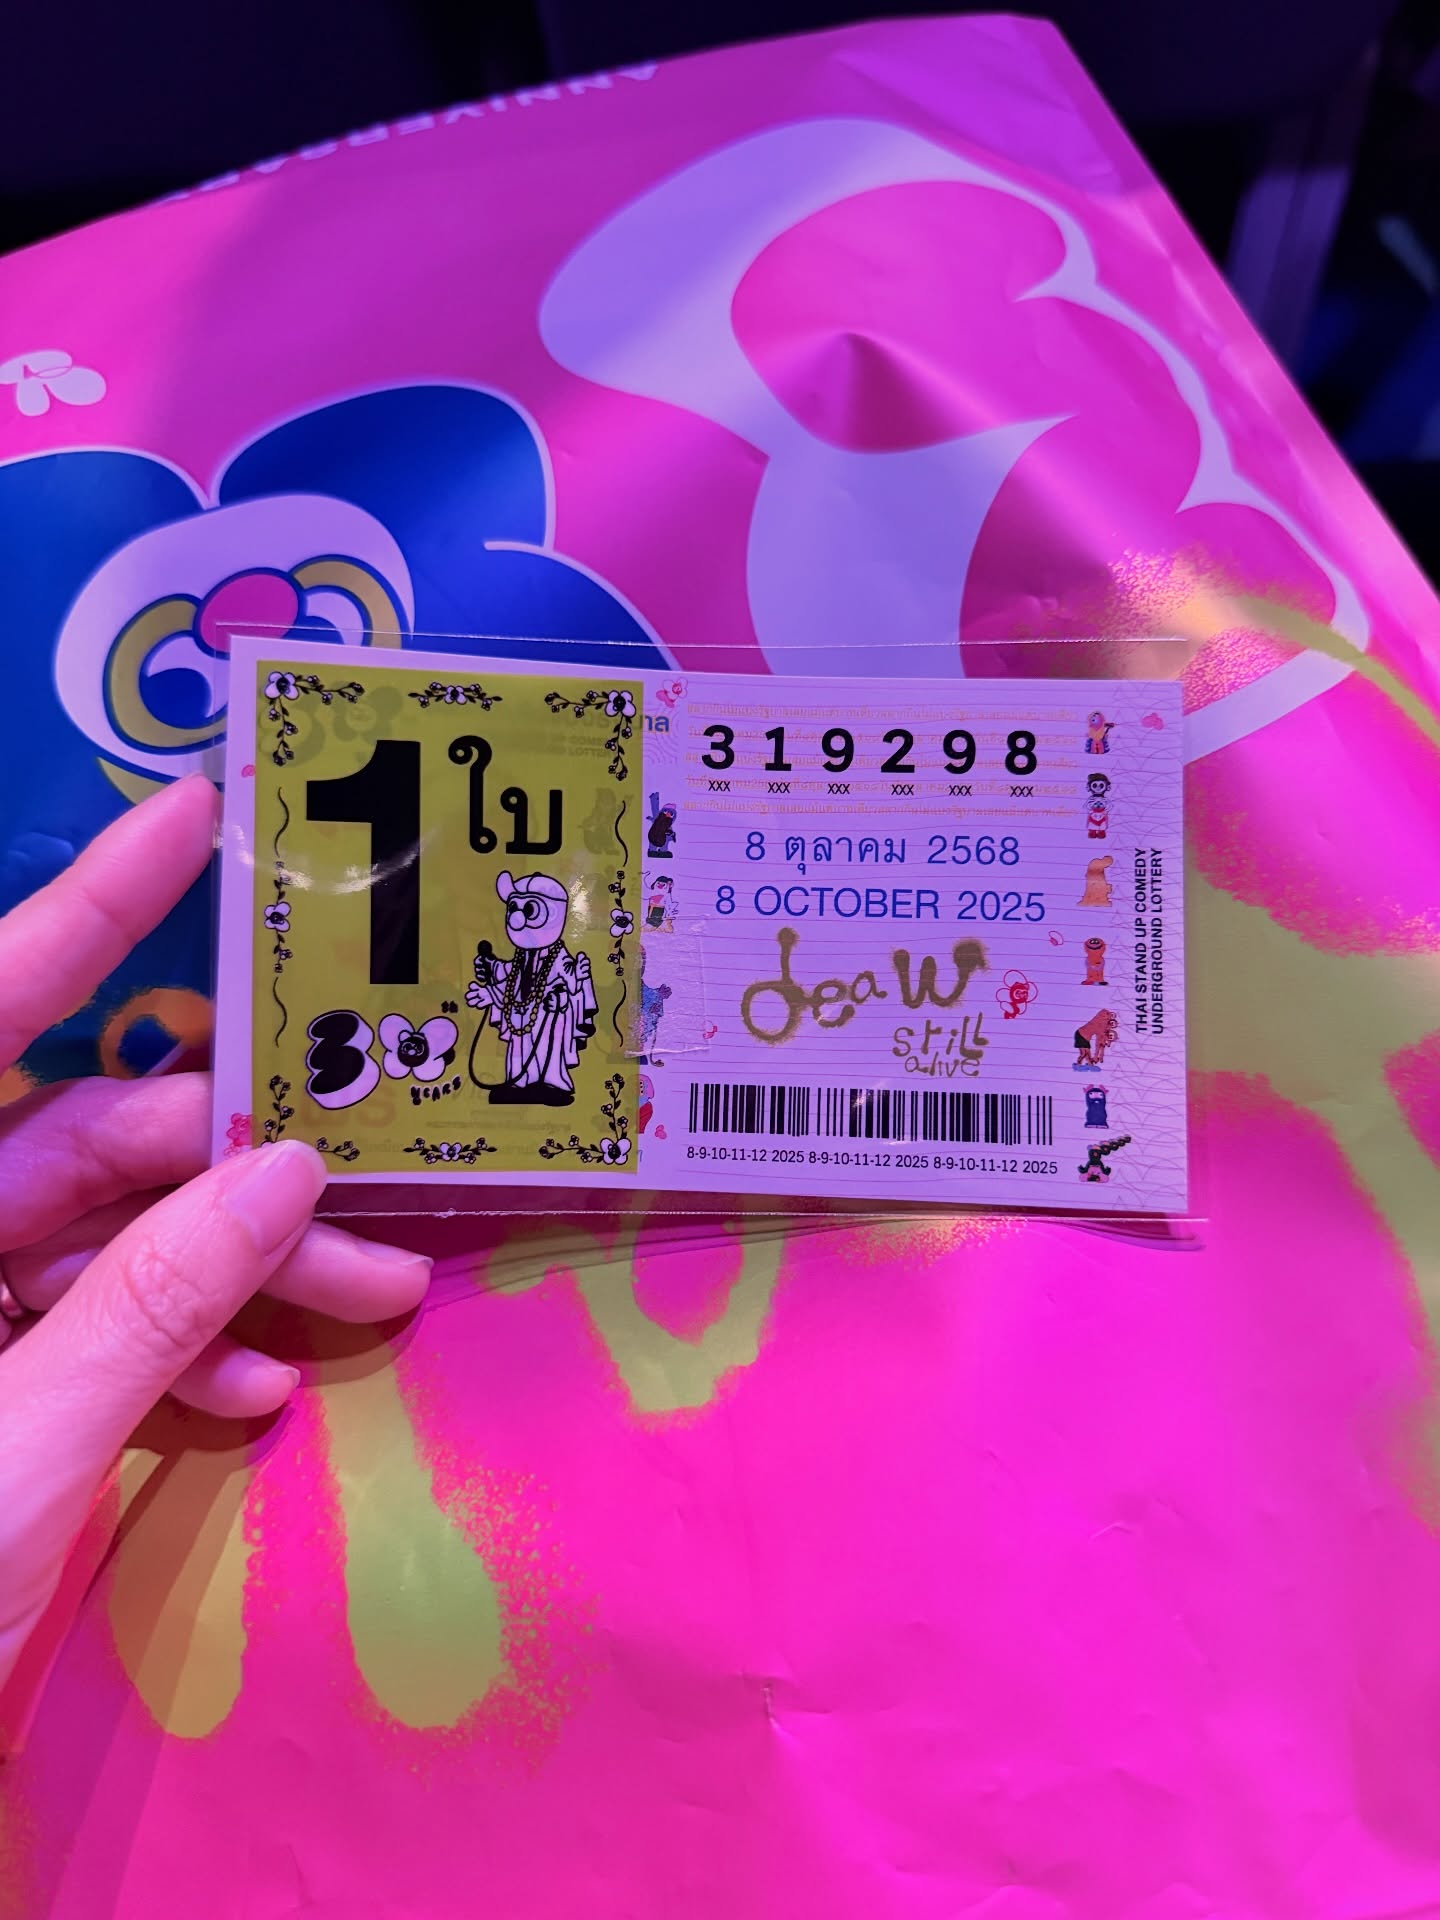 ANNIVERSARY
1 ใบ
30th
YEARS
319298
xxx xxx xxx xxx xxx xxx
8 ตุลาคม 2568
8 OCTOBER 2025
deaw
still
alive
8-9-10-11-12 2025 8-9-10-11-12 2025 8-9-10-11-12 2025
THAI STAND UP COMEDY
UNDERGROUND LOTTERY